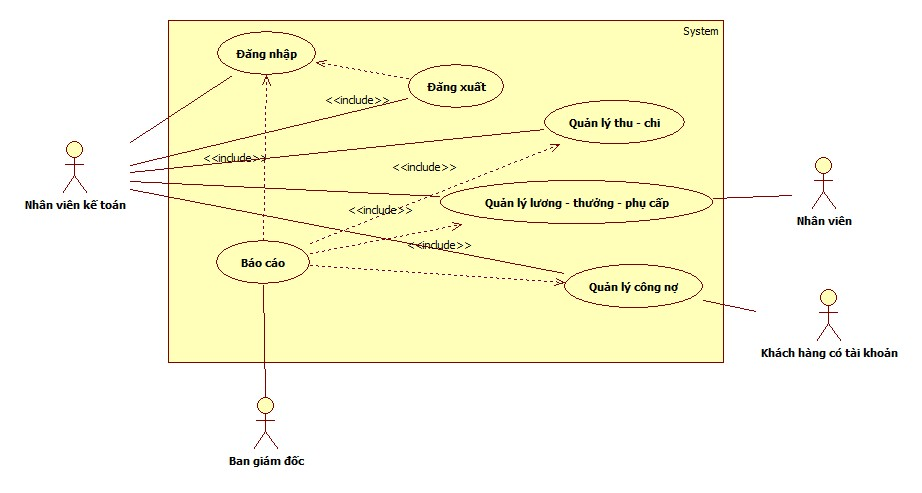 System
Đăng nhập
Đăng xuất
<<include>>
Quản lý thu - chi
<<include>>
<<include>>
Nhân viên kế toán
Quản lý lương - thưởng - phụ cấp
<<include>>
Nhân viên
<<include>>
Báo cáo
Quản lý công nợ
Khách hàng có tài khoản
Ban giám đốc